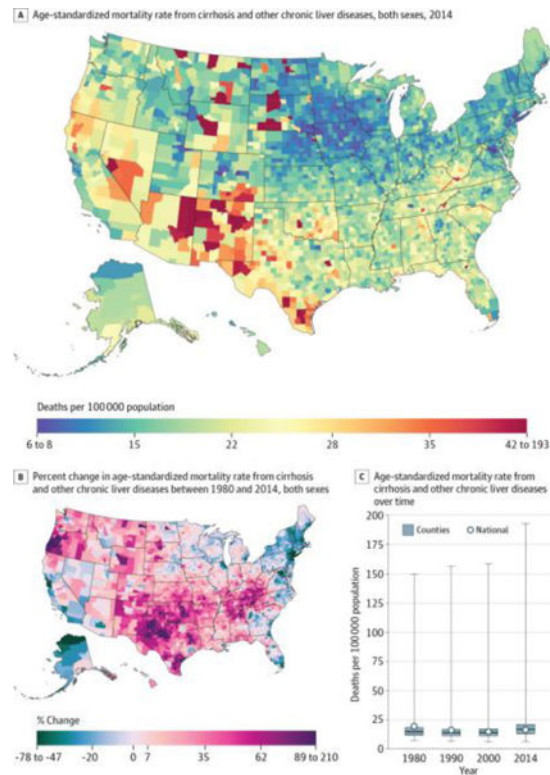 A Age-standardized mortality rate from cirrhosis and other chronic liver diseases, both sexes, 2014
Deaths per 100 000 population
6 to 8 15 22 28 35 42 to 193
B Percent change in age-standardized mortality rate from cirrhosis
and other chronic liver diseases between 1980 and 2014, both sexes
% Change
-78 to -47 -20 0 7 35 62 89 to 210
C Age-standardized mortality rate from
cirrhosis and other chronic liver diseases
over time
Counties National
Deaths per 100 000 population
200
175
150
125
100
75
50
25
0
1980 1990 2000 2014
Year